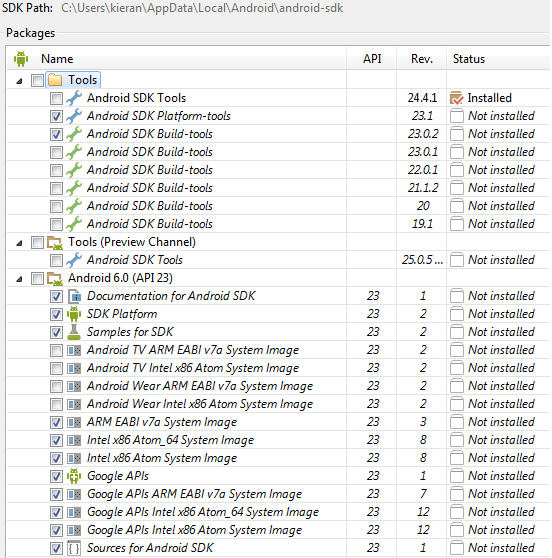 SDK Path: C:\Users\kieran\AppData\Local\Android\android-sdk
Packages
Name API Rev. Status
Tools
Android SDK Tools 24.4.1 Installed
Android SDK Platform-tools 23.1 Not installed
Android SDK Build-tools 23.0.2 Not installed
Android SDK Build-tools 23.0.1 Not installed
Android SDK Build-tools 22.0.1 Not installed
Android SDK Build-tools 21.1.2 Not installed
Android SDK Build-tools 20 Not installed
Android SDK Build-tools 19.1 Not installed
Tools (Preview Channel)
Android SDK Tools 25.0.5 ... Not installed
Android 6.0 (API 23)
Documentation for Android SDK 23 1 Not installed
SDK Platform 23 2 Not installed
Samples for SDK 23 2 Not installed
Android TV ARM EABI v7a System Image 23 2 Not installed
Android TV Intel x86 Atom System Image 23 2 Not installed
Android Wear ARM EABI v7a System Image 23 2 Not installed
Android Wear Intel x86 Atom System Image 23 2 Not installed
ARM EABI v7a System Image 23 3 Not installed
Intel x86 Atom_64 System Image 23 8 Not installed
Intel x86 Atom System Image 23 8 Not installed
Google APIs 23 1 Not installed
Google APIs ARM EABI v7a System Image 23 7 Not installed
Google APIs Intel x86 Atom_64 System Image 23 12 Not installed
Google APIs Intel x86 Atom System Image 23 12 Not installed
Sources for Android SDK 23 1 Not installed